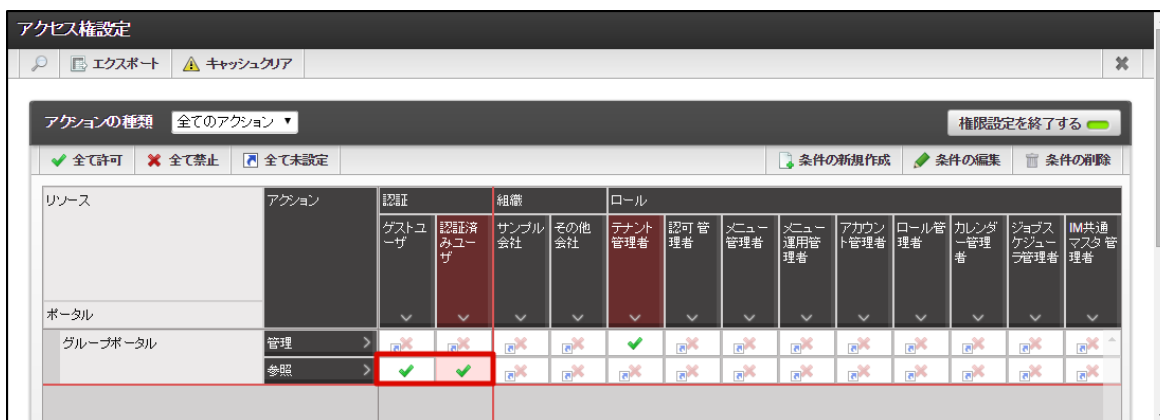 アクセス権設定
エクスポート キャッシュクリア
アクションの種類 全てのアクション 権限設定を終了する
全て許可 全て禁止 全て未設定 条件の新規作成 条件の編集 条件の削除
リソース アクション 認証 組織 ロール
ゲストユーザ 認証済みユーザ サンプル会社 その他会社 テナント管理者 認可管理者 メニュー管理者 メニュー運用管理者 アカウント管理者 ロール管理者 カレンダー管理者 ジョブスケジューラ管理者 IM共通マスタ管理者
ポータル
グループポータル 管理
参照